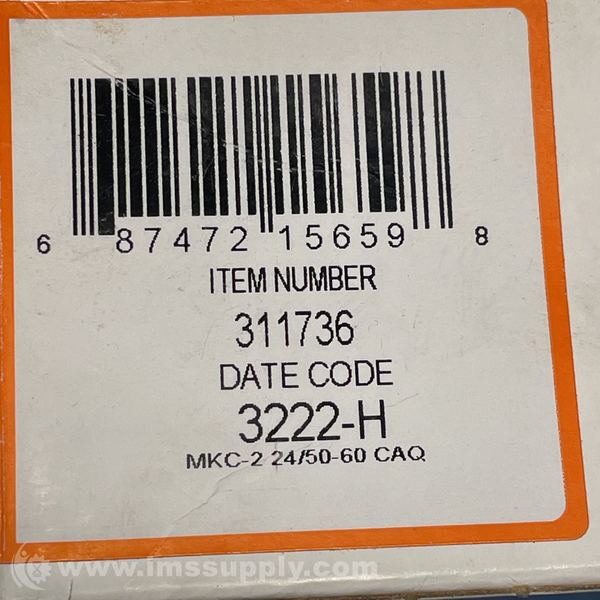 6 87472 15659 8
ITEM NUMBER
311736
DATE CODE
3222-H
MKC-2 24/50-60 CAQ
www.imssupply.com